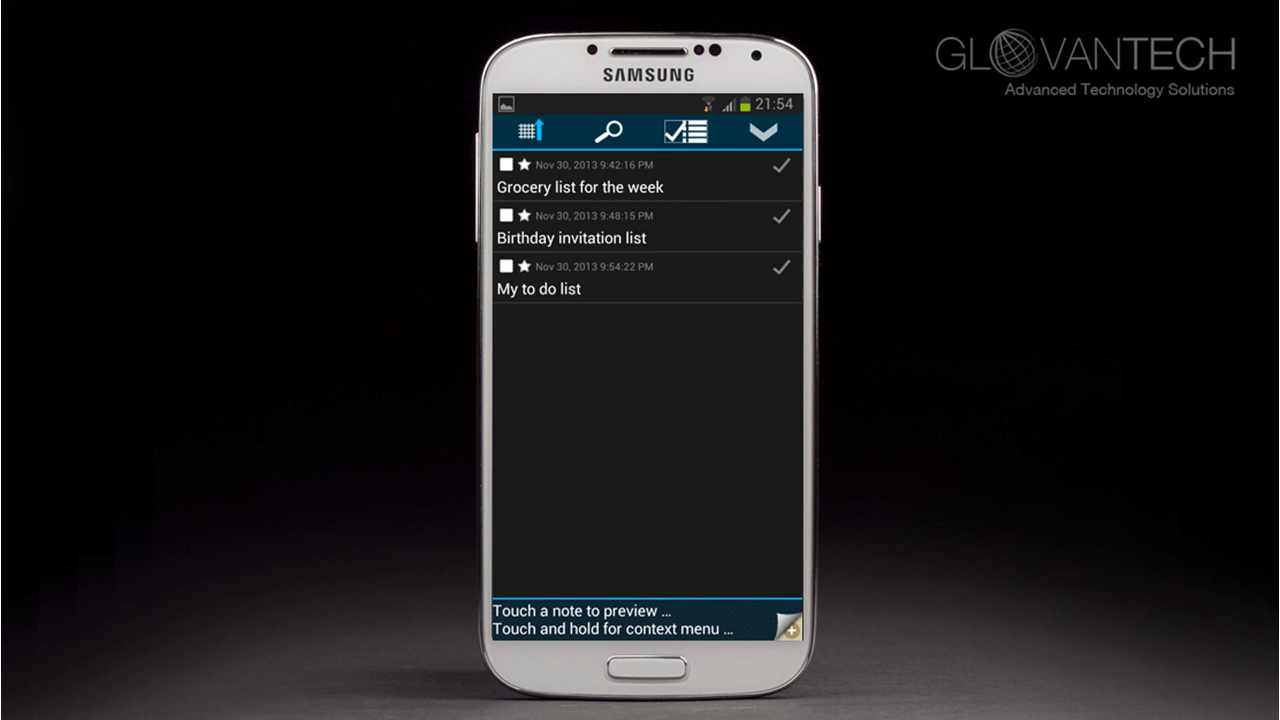 GLOVANTECH
Advanced Technology Solutions
SAMSUNG
21:54
Nov 30, 2013 9:42:16 PM
Grocery list for the week
Nov 30, 2013 9:48:15 PM
Birthday invitation list
Nov 30, 2013 9:54:22 PM
My to do list
Touch a note to preview ...
Touch and hold for context menu ...